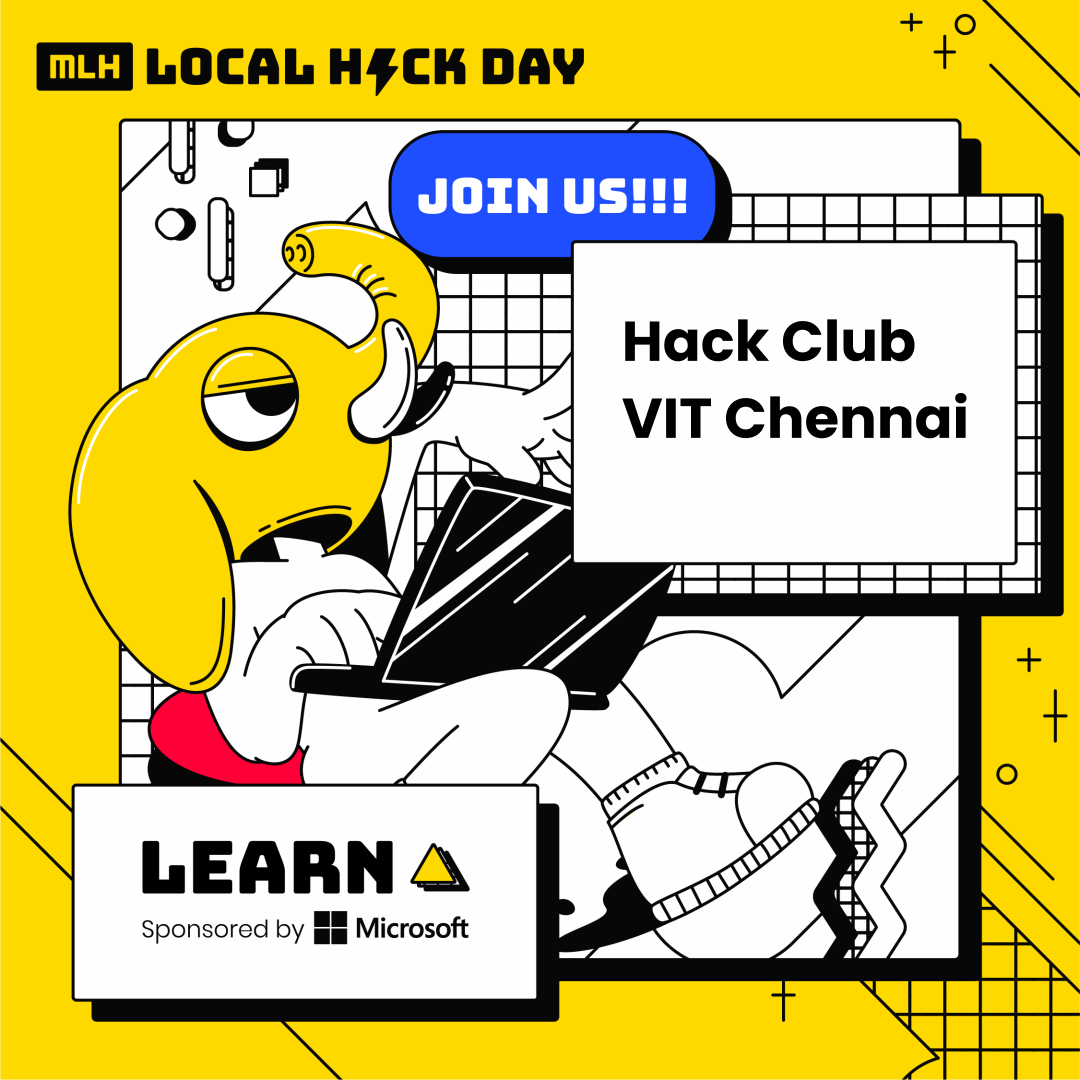 MLH LOCAL HACK DAY
JOIN US!!!
Hack Club
VIT Chennai
LEARN
Sponsored by Microsoft